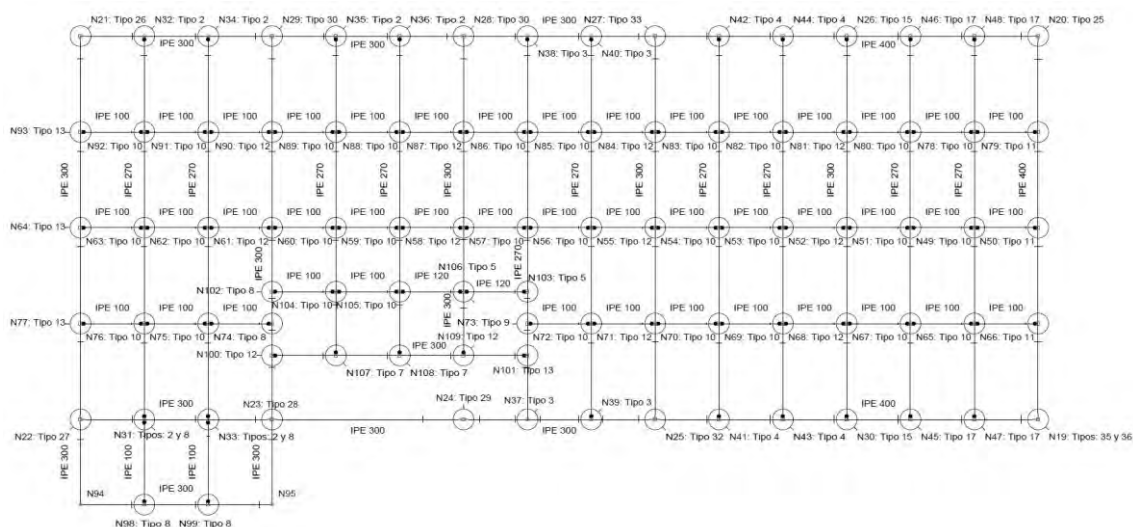 N21: Tipo 26 N32: Tipo 2 N34: Tipo 2 N29: Tipo 30 N35: Tipo 2 N36: Tipo 2 N28: Tipo 30 IPE 300 N27: Tipo 33 N42: Tipo 4 N44: Tipo 4 N26: Tipo 15 N46: Tipo 17 N48: Tipo 17 N20: Tipo 25
IPE 300 IPE 300 IPE 400
N38: Tipo 3 N40: Tipo 3
IPE 100 IPE 100 IPE 100 IPE 100 IPE 100 IPE 100 IPE 100 IPE 100 IPE 100 IPE 100 IPE 100 IPE 100 IPE 100 IPE 100 IPE 100
N93: Tipo 13
N92: Tipo 10 N91: Tipo 10 N90: Tipo 12 N89: Tipo 10 N88: Tipo 10 N87: Tipo 12 N86: Tipo 10 N85: Tipo 10 N84: Tipo 12 N83: Tipo 10 N82: Tipo 10 N81: Tipo 12 N80: Tipo 10 N78: Tipo 10 N79: Tipo 11
IPE 300 IPE 270 IPE 270 IPE 270 IPE 270 IPE 300 IPE 270 IPE 300 IPE 270 IPE 270 IPE 300 IPE 270 IPE 270 IPE 400
IPE 100 IPE 100 IPE 100 IPE 100 IPE 100 IPE 100 IPE 100 IPE 100 IPE 100 IPE 100 IPE 100 IPE 100 IPE 100 IPE 100 IPE 100
N64: Tipo 13
N63: Tipo 10 N62: Tipo 10 N61: Tipo 12 N60: Tipo 10 N59: Tipo 10 N58: Tipo 12 N57: Tipo 10 N56: Tipo 10 N55: Tipo 12 N54: Tipo 10 N53: Tipo 10 N52: Tipo 12 N51: Tipo 10 N49: Tipo 10 N50: Tipo 11
IPE 300 IPE 270
IPE 100 IPE 100 IPE 120 N106: Tipo 5 IPE 120 N103: Tipo 5
N102: Tipo 8
N104: Tipo 10 N105: Tipo 10 IPE 300
IPE 100 IPE 100 IPE 100 IPE 100 IPE 100 IPE 100 IPE 100 IPE 100 IPE 100 IPE 100 IPE 100
N77: Tipo 13 N73: Tipo 9
N76: Tipo 10 N75: Tipo 10 N74: Tipo 8 N72: Tipo 10 N71: Tipo 12 N70: Tipo 10 N69: Tipo 10 N68: Tipo 12 N67: Tipo 10 N65: Tipo 10 N66: Tipo 11
N100: Tipo 12 IPE 300 N109: Tipo 12
N107: Tipo 7 N108: Tipo 7 N101: Tipo 13
IPE 300 N23: Tipo 28 N24: Tipo 29 N37: Tipo 3 N39: Tipo 3 IPE 400
N22: Tipo 27 N31: Tipos: 2 y 8 N33: Tipos: 2 y 8 IPE 300 IPE 300 N25: Tipo 32 N41: Tipo 4 N43: Tipo 4 N30: Tipo 15 N45: Tipo 17 N47: Tipo 17 N19: Tipos: 35 y 36
IPE 300 IPE 100 IPE 100 IPE 300
N94 IPE 300 N95
N98: Tipo 8 N99: Tipo 8